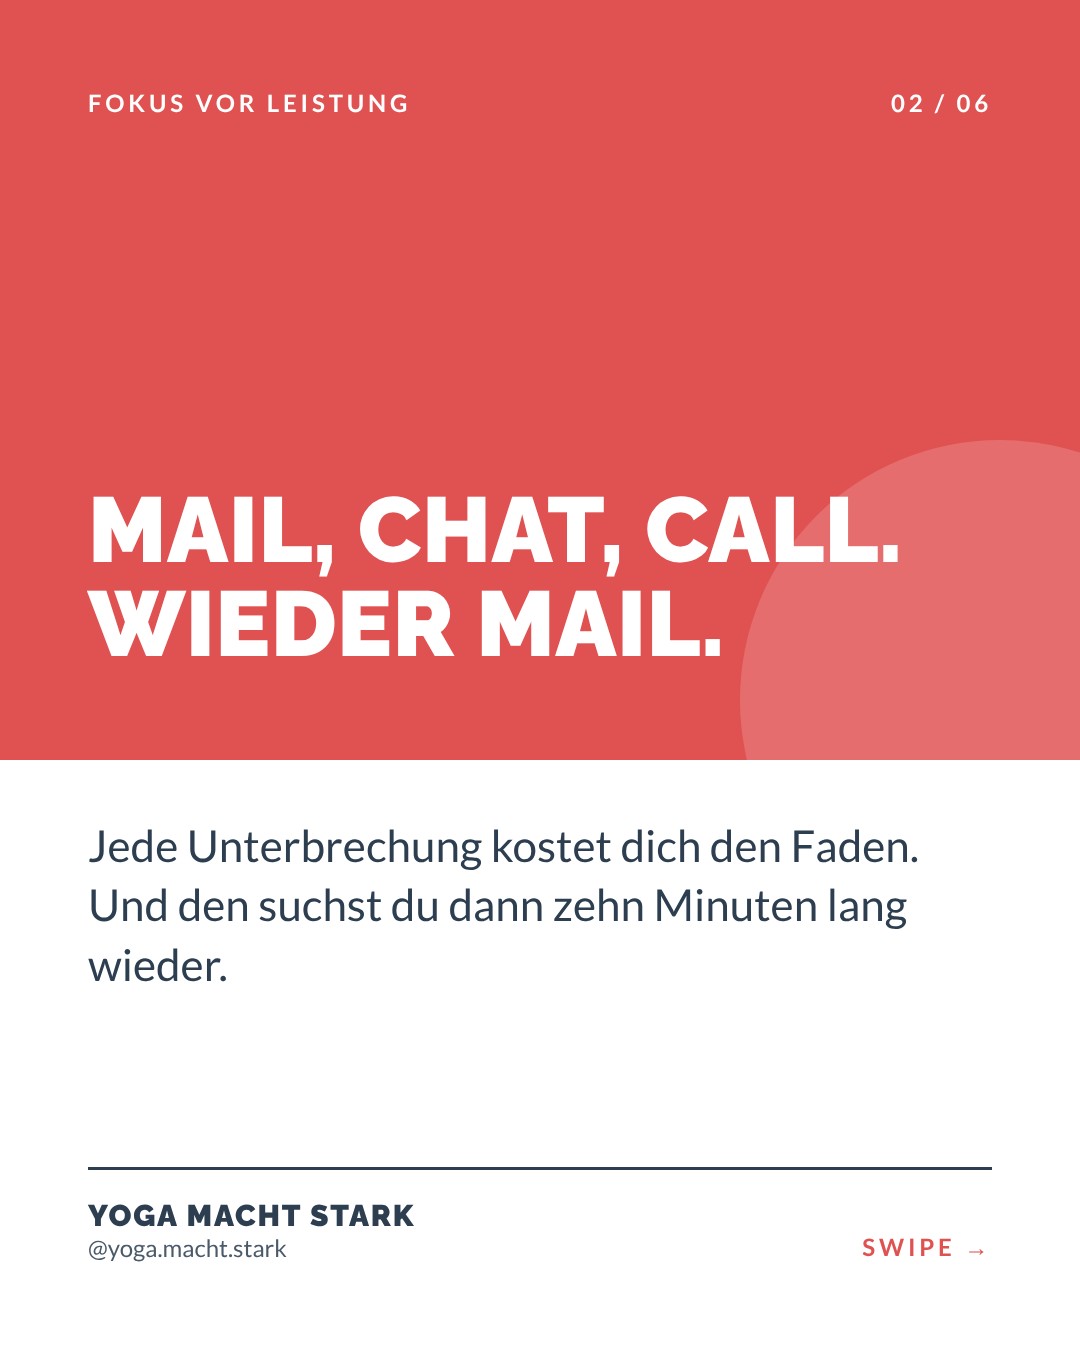 FOKUS VOR LEISTUNG
02 / 06
MAIL, CHAT, CALL.
WIEDER MAIL.
Jede Unterbrechung kostet dich den Faden.
Und den suchst du dann zehn Minuten lang
wieder.
YOGA MACHT STARK
@yoga.macht.stark
SWIPE →